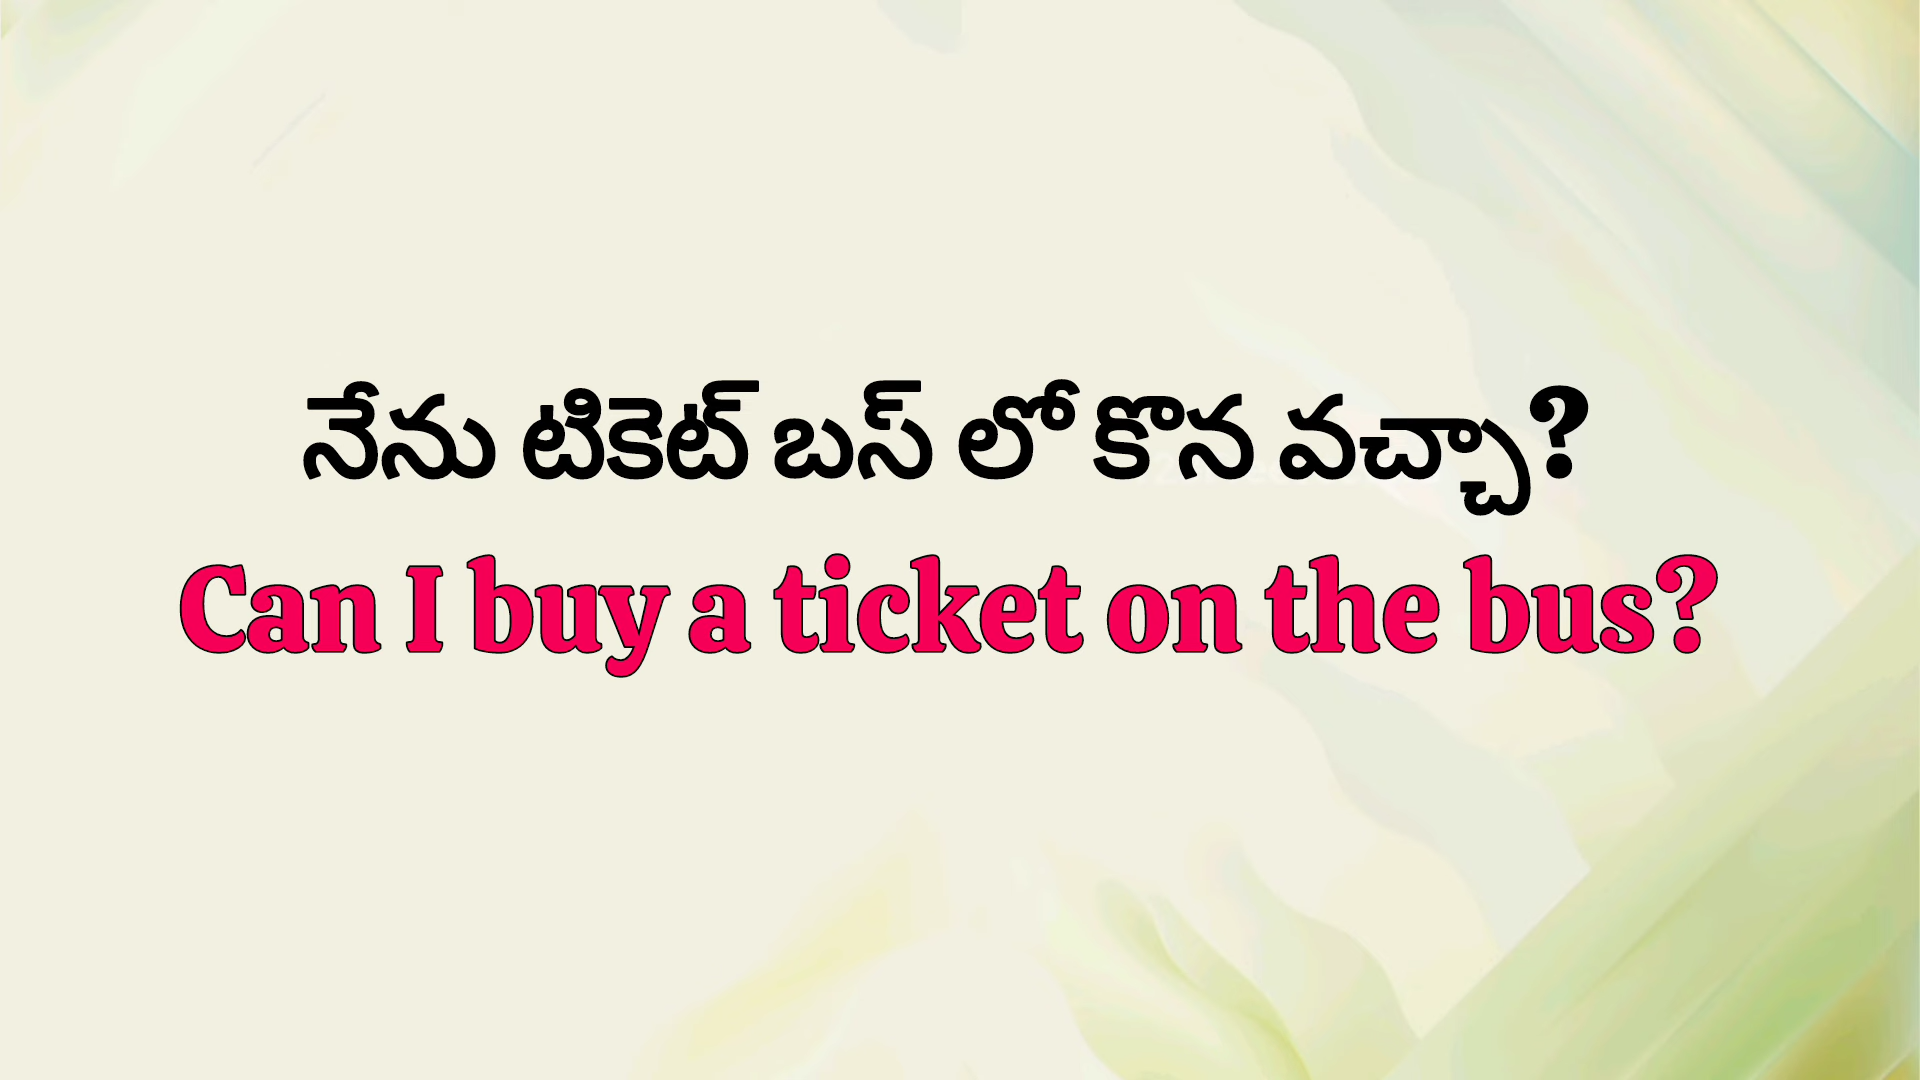 నేను టికెట్ బస్ లో కొన వచ్చా?
Can I buy a ticket on the bus?